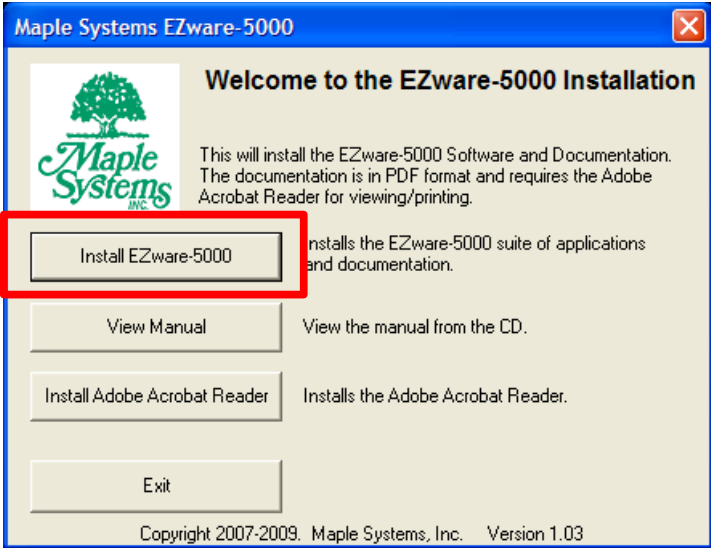 Maple Systems EZware-5000
Welcome to the EZware-5000 Installation
Maple
Systems
INC.
This will install the EZware-5000 Software and Documentation.
The documentation is in PDF format and requires the Adobe
Acrobat Reader for viewing/printing.
Install EZware-5000
nstalls the EZware-5000 suite of applications
and documentation.
View Manual
View the manual from the CD.
Install Adobe Acrobat Reader
Installs the Adobe Acrobat Reader.
Exit
Copyright 2007-2009. Maple Systems, Inc. Version 1.03